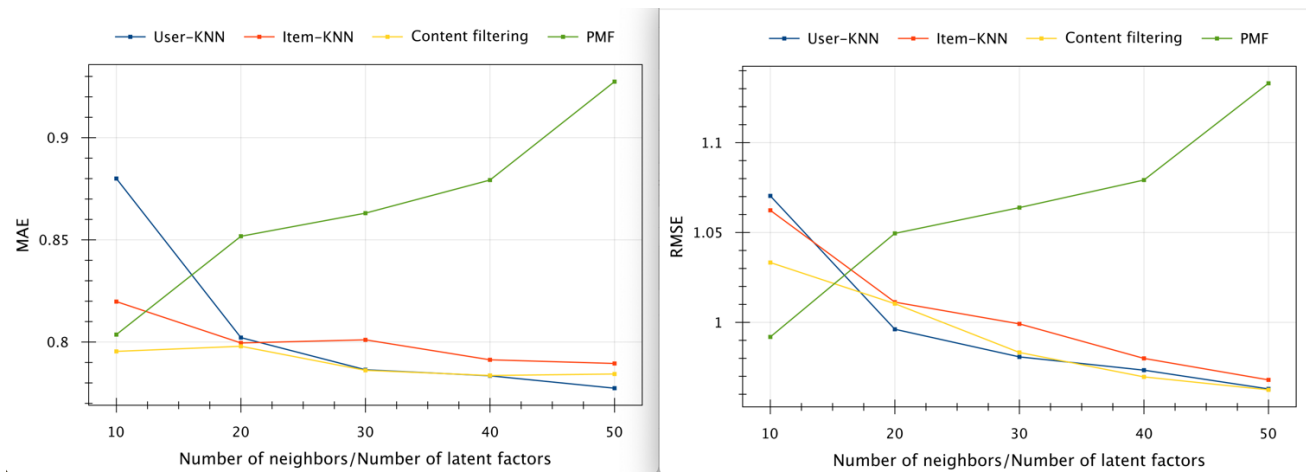 User-KNN Item-KNN Content filtering PMF
MAE
0.9
0.85
0.8
10 20 30 40 50
Number of neighbors/Number of latent factors
User-KNN Item-KNN Content filtering PMF
RMSE
1.1
1.05
1
10 20 30 40 50
Number of neighbors/Number of latent factors